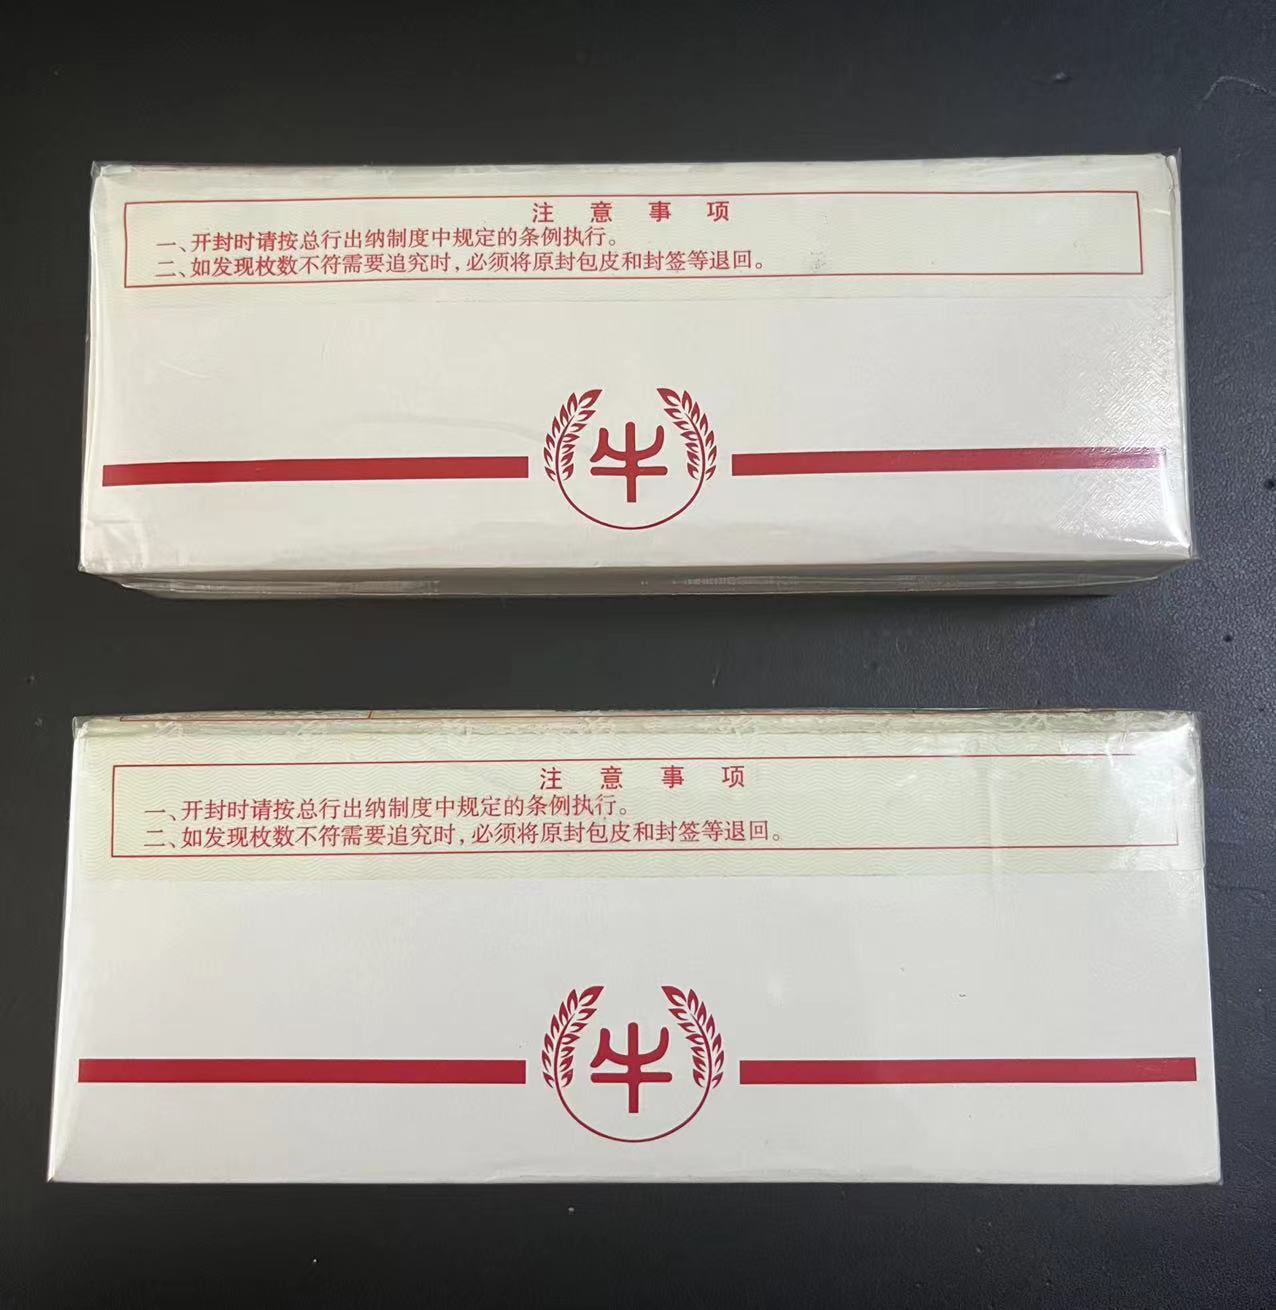 注意事项
一、开封时请按总行出纳制度中规定的条例执行。
二、如发现枚数不符需要追究时，必须将原封包皮和封签等退回。
牛
注意事项
一、开封时请按总行出纳制度中规定的条例执行。
二、如发现枚数不符需要追究时，必须将原封包皮和封签等退回。
牛